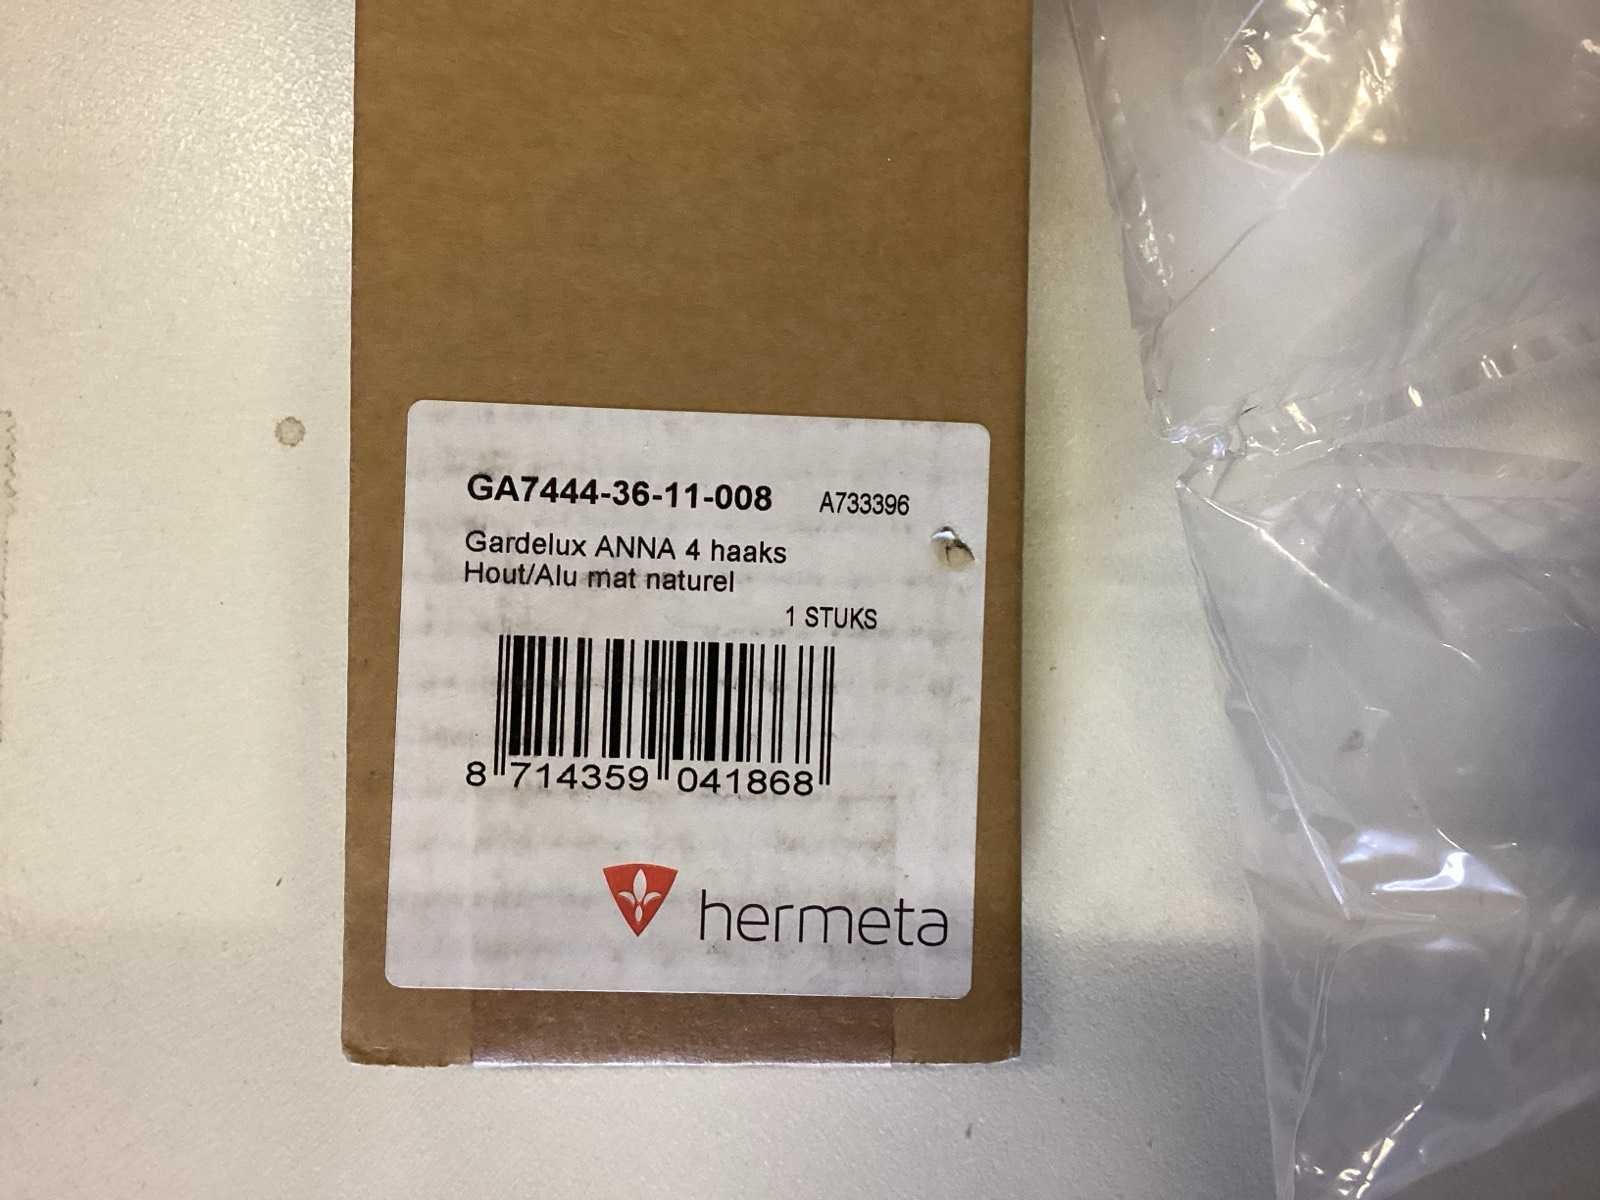 GA7444-36-11-008 A733396
Gardelux ANNA 4 haaks
Hout/Alu mat naturel
1 STUKS
8 714359 041868
hermeta